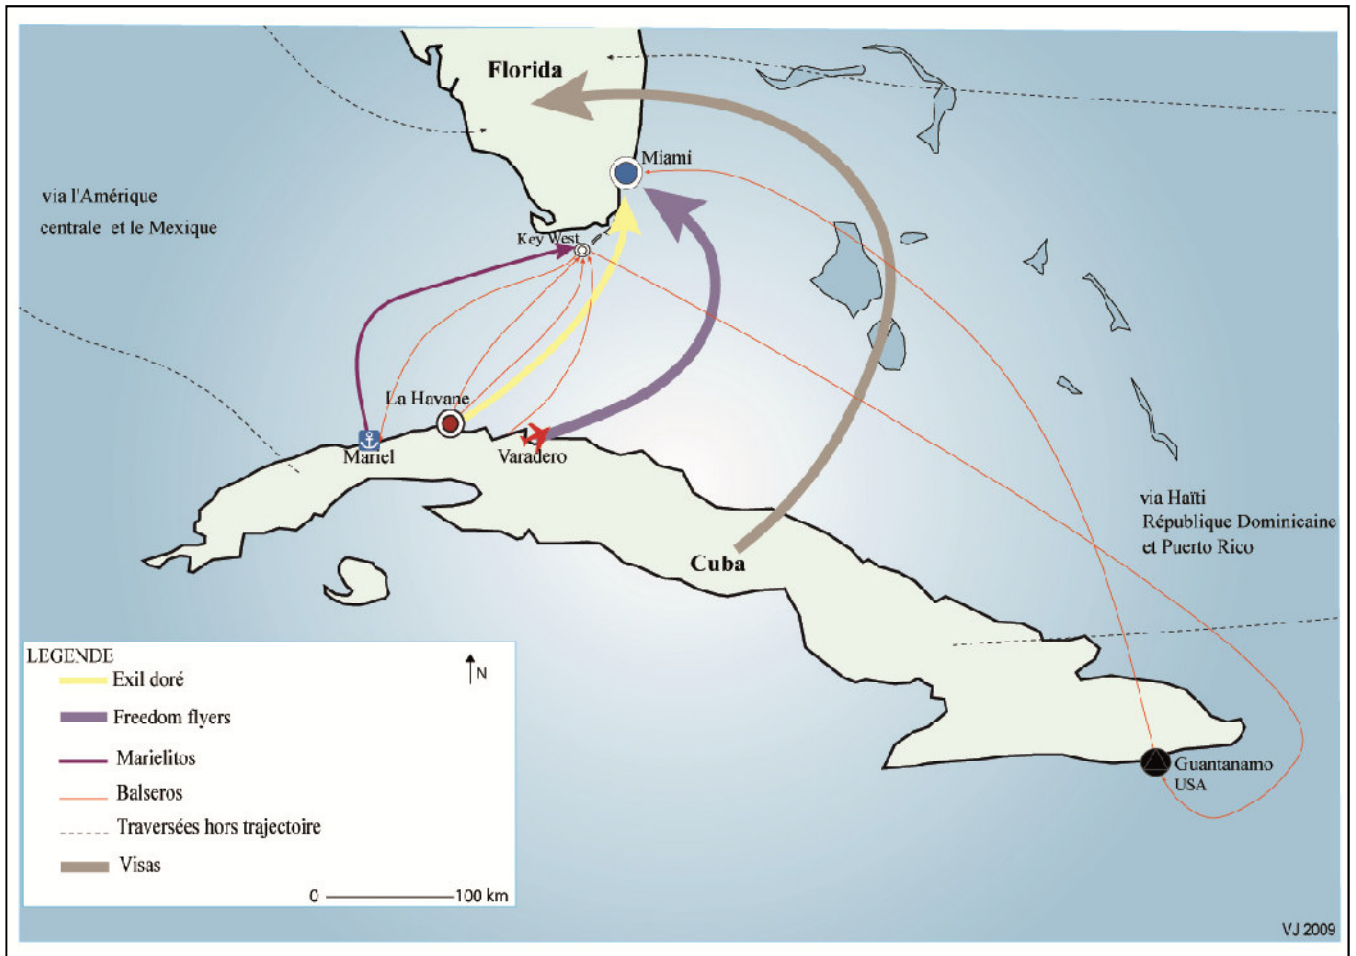 Florida
Miami
via l'Amérique
centrale et le Mexique
Key West
La Havane
Mariel
Varadero
Cuba
via Haïti
République Dominicaine
et Puerto Rico
Guantanamo
USA
LEGENDE
Exil doré
Freedom flyers
Marielitos
Balseros
Traversées hors trajectoire
Visas
N
0 100 km
VJ 2009